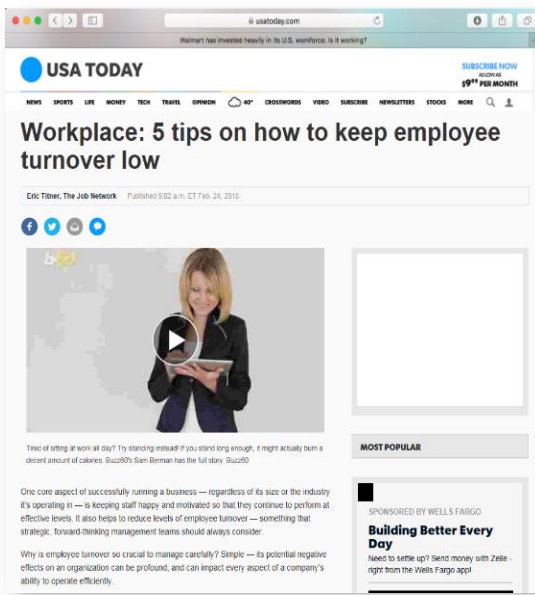 usatoday.com
Walmart has invested heavily in its U.S. workforce. Is it working?
USA TODAY
SUBSCRIBE NOW
AS LOW AS
$9⁹⁹ PER MONTH
NEWS SPORTS LIFE MONEY TECH TRAVEL OPINION 40° CROSSWORDS VIDEO SUBSCRIBE NEWSLETTERS STOCKS MORE
Workplace: 5 tips on how to keep employee
turnover low
Eric Titner, The Job Network Published 9:02 a.m. ET Feb. 24, 2018
b60
Tired of sitting at work all day? Try standing instead! If you stand long enough, it might actually burn a
decent amount of calories. Buzz60's Sam Berman has the full story. Buzz60
One core aspect of successfully running a business — regardless of its size or the industry
it's operating in — is keeping staff happy and motivated so that they continue to perform at
effective levels. It also helps to reduce levels of employee turnover — something that
strategic, forward-thinking management teams should always consider.
Why is employee turnover so crucial to manage carefully? Simple — its potential negative
effects on an organization can be profound, and can impact every aspect of a company's
ability to operate efficiently.
MOST POPULAR
SPONSORED BY WELLS FARGO
Building Better Every
Day
Need to settle up? Send money with Zelle -
right from the Wells Fargo app!